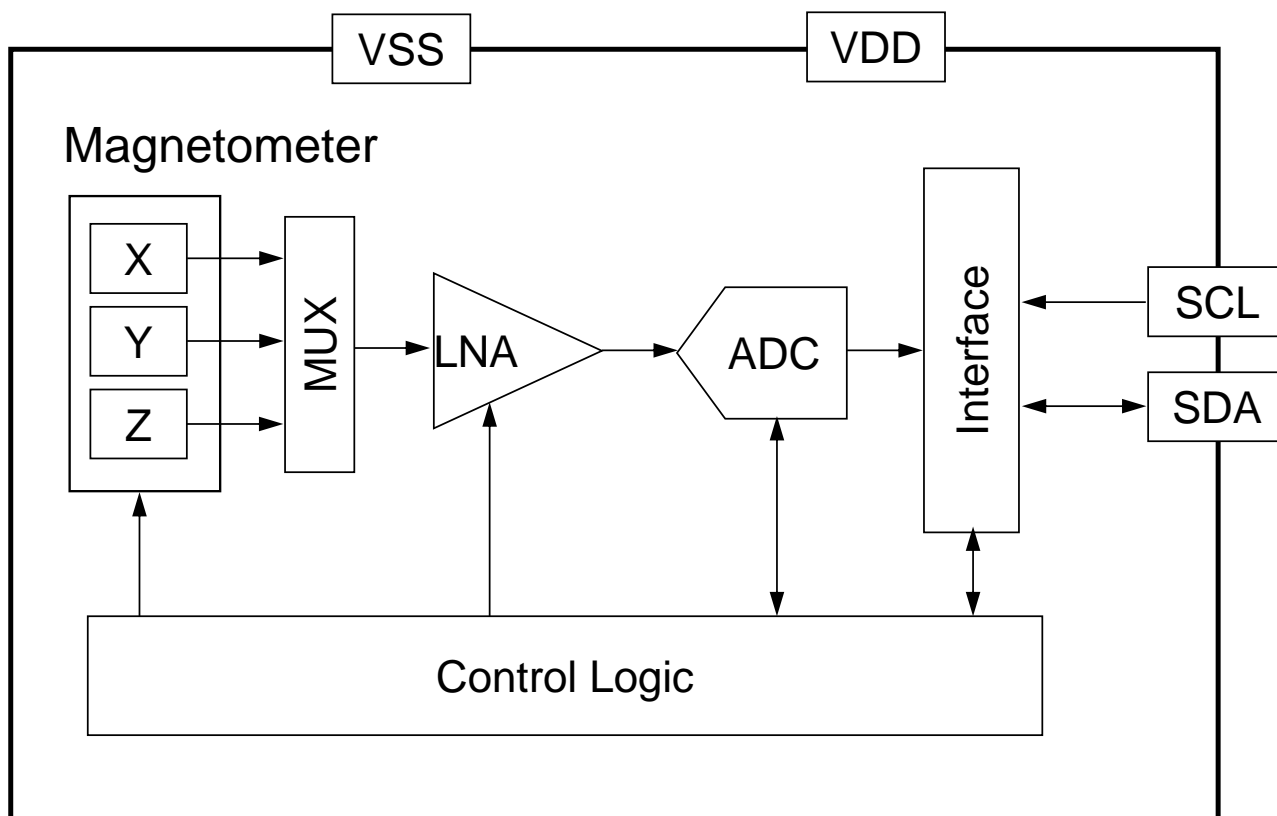 VSS
VDD
Magnetometer
X
Y
Z
MUX
LNA
ADC
Interface
SCL
SDA
Control Logic